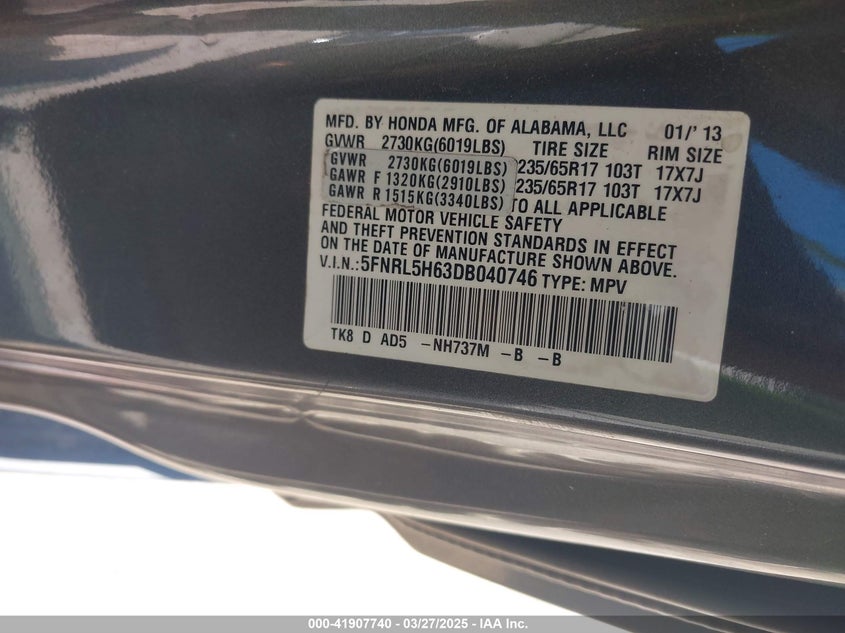 MFD. BY HONDA MFG. OF ALABAMA, LLC 01/' 13
GVWR 2730KG(6019LBS) TIRE SIZE RIM SIZE
GVWR 2730KG(6019LBS) 235/65R17 103T 17X7J
GAWR F 1320KG(2910LBS) 235/65R17 103T 17X7J
GAWR R 1515KG(3340LBS) TO ALL APPLICABLE
FEDERAL MOTOR VEHICLE SAFETY
AND THEFT PREVENTION STANDARDS IN EFFECT
ON THE DATE OF MANUFACTURE SHOWN ABOVE.
V.I.N.:5FNRL5H63DB040746 TYPE: MPV
TK8 D AD5 -NH737M -B -B
000-41907740 - 03/27/2025 - IAA Inc.